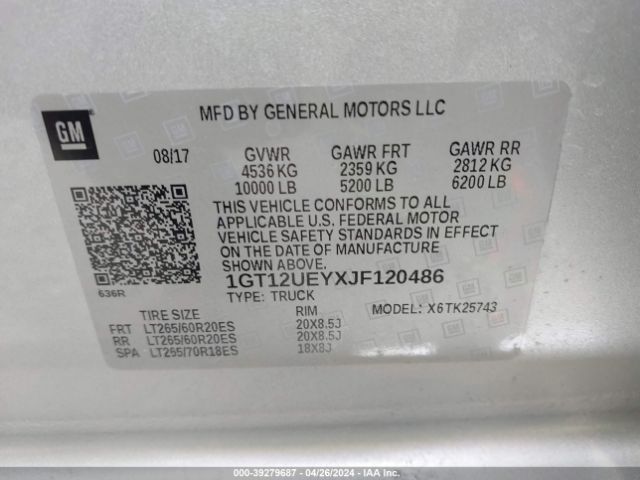 GM
MFD BY GENERAL MOTORS LLC
08/17 GVWR GAWR FRT GAWR RR
4536 KG 2359 KG 2812 KG
10000 LB 5200 LB 6200 LB
THIS VEHICLE CONFORMS TO ALL
APPLICABLE U.S. FEDERAL MOTOR
VEHICLE SAFETY STANDARDS IN EFFECT
ON THE DATE OF MANUFACTURE
SHOWN ABOVE.
636R
1GT12UEYXJF120486
TYPE: TRUCK
MODEL: X6TK25743
TIRE SIZE RIM
FRT LT265/60R20ES 20X8.5J
RR LT265/60R20ES 20X8.5J
SPA LT265/70R18ES 18X8J
000-39279687 - 04/26/2024 - IAA Inc.